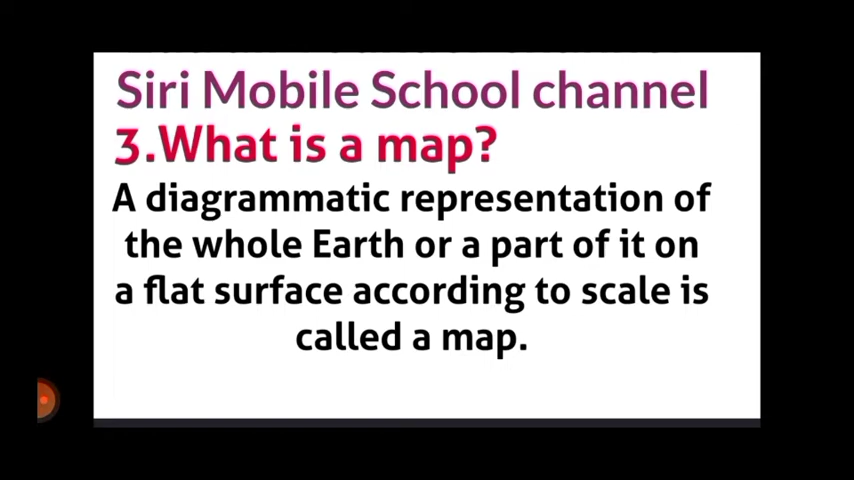 Siri Mobile School channel
3.What is a map?
A diagrammatic representation of
the whole Earth or a part of it on
a flat surface according to scale is
called a map.